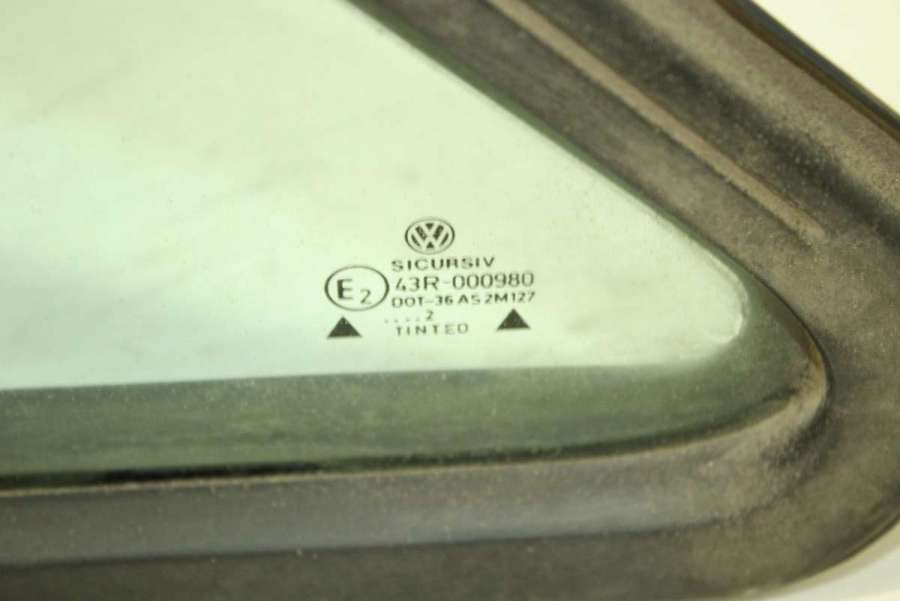 SICURSIV
E2 43R-000980
DOT-36 AS2M127
....2
TINTED